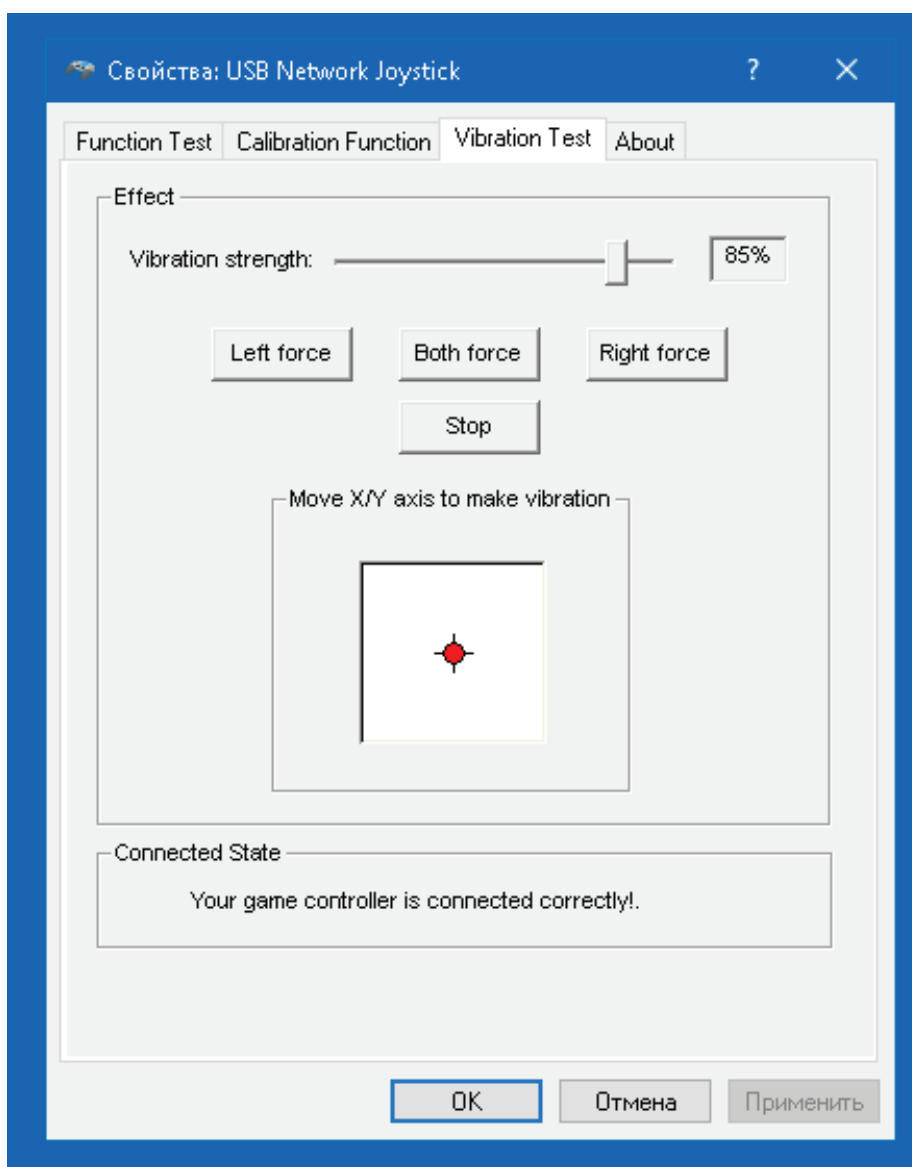 Свойства: USB Network Joystick
?
Function Test
Calibration Function
Vibration Test
About
Effect
Vibration strength:
85%
Left force
Both force
Right force
Stop
Move X/Y axis to make vibration
Connected State
Your game controller is connected correctly!.
OK
Отмена
Применить